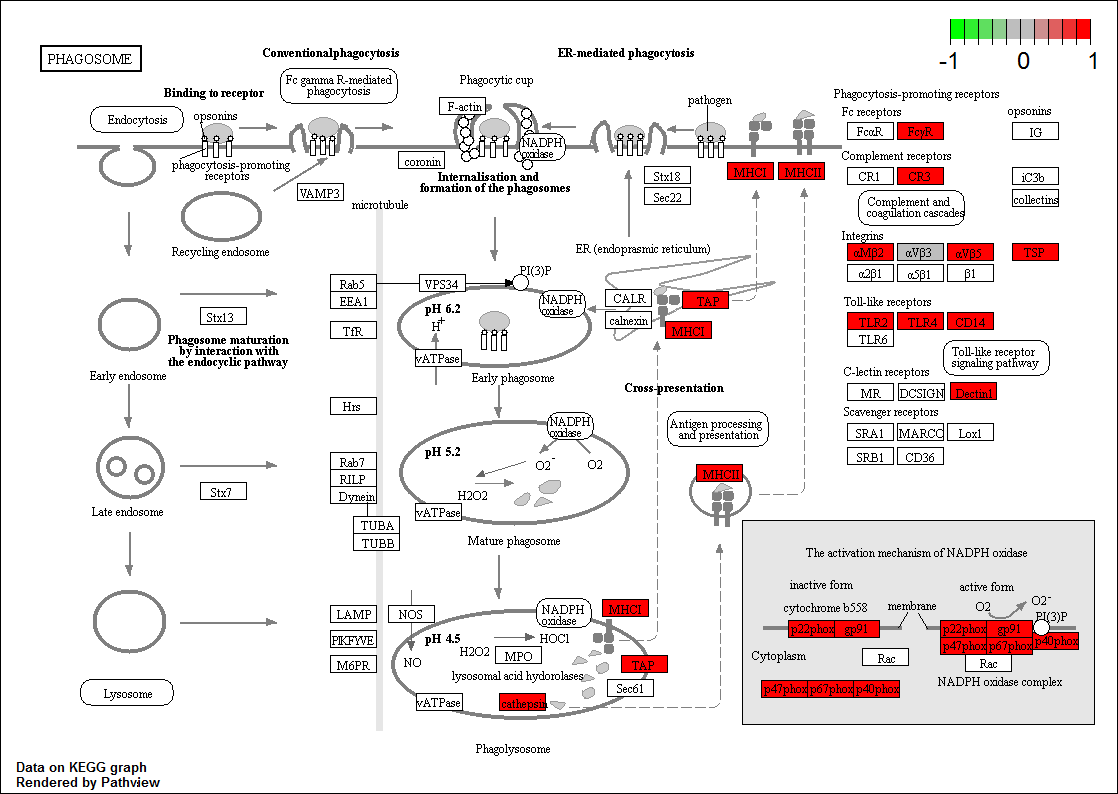 PHAGOSOME
Conventionalphagocytosis
ER-mediated phagocytosis
-1
0
1
Binding to receptor
Fc gamma R-mediated
phagocytosis
Phagocytic cup
F-actin
pathogen
Endocytosis
opsonins
NADPH
oxidase
phagocytosis-promoting
receptors
coronin
VAMP3
Internalisation and
formation of the phagosomes
Stx18
Sec22
MHCI
MHCII
microtubule
Recycling endosome
ER (endoprasmic reticulum)
Phagocytosis-promoting receptors
Fc receptors
opsonins
FcαR
FcγR
IG
Complement receptors
CR1
CR3
iC3b
collectins
Complement and
coagulation cascades
Integrins
αMβ2
αVβ3
αVβ5
TSP
α2β1
α5β1
β1
Toll-like receptors
TLR2
TLR4
CD14
TLR6
Toll-like receptor
signaling pathway
C-lectin receptors
MR
DCSIGN
Dectin1
Scavenger receptors
SRA1
MARCO
Lox1
SRB1
CD36
Rab5
VPS34
PI(3)P
EEA1
pH 6.2
NADPH
oxidase
CALR
TAP
calnexin
MHCI
Stx13
TfR
H+
vATPase
Phagosome maturation
by interaction with
the endocyclic pathway
Early endosome
Early phagosome
Cross-presentation
Hrs
NADPH
oxidase
Antigen processing
and presentation
pH 5.2
Rab7
RILP
Dynein
O2-
O2
H2O2
MHCII
Stx7
vATPase
Late endosome
TUBA
TUBB
Mature phagosome
LAMP
NOS
NADPH
oxidase
MHCI
PIKFYVE
pH 4.5
HOCl
H2O2
MPO
M6PR
NO
TAP
lysosomal acid hydorolases
Sec61
Lysosome
vATPase
cathepsin
Phagolysosome
The activation mechanism of NADPH oxidase
inactive form
active form
cytochrome b558
membrane
O2
O2-
PI(3)P
p22phox
gp91
p22phox
gp91
p47phox
p67phox
p40phox
Cytoplasm
Rac
Rac
p47phox
p67phox
p40phox
NADPH oxidase complex
Data on KEGG graph
Rendered by Pathview